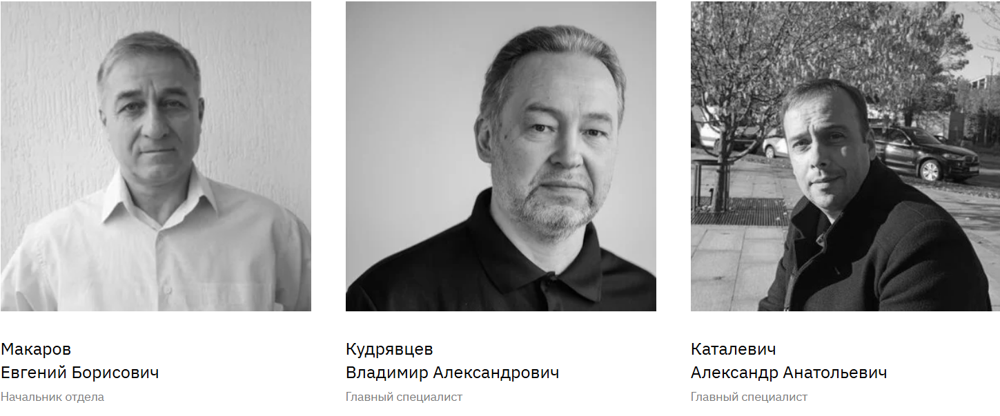 Макаров
Евгений Борисович
Начальник отдела
Кудрявцев
Владимир Александрович
Главный специалист
Каталевич
Александр Анатольевич
Главный специалист